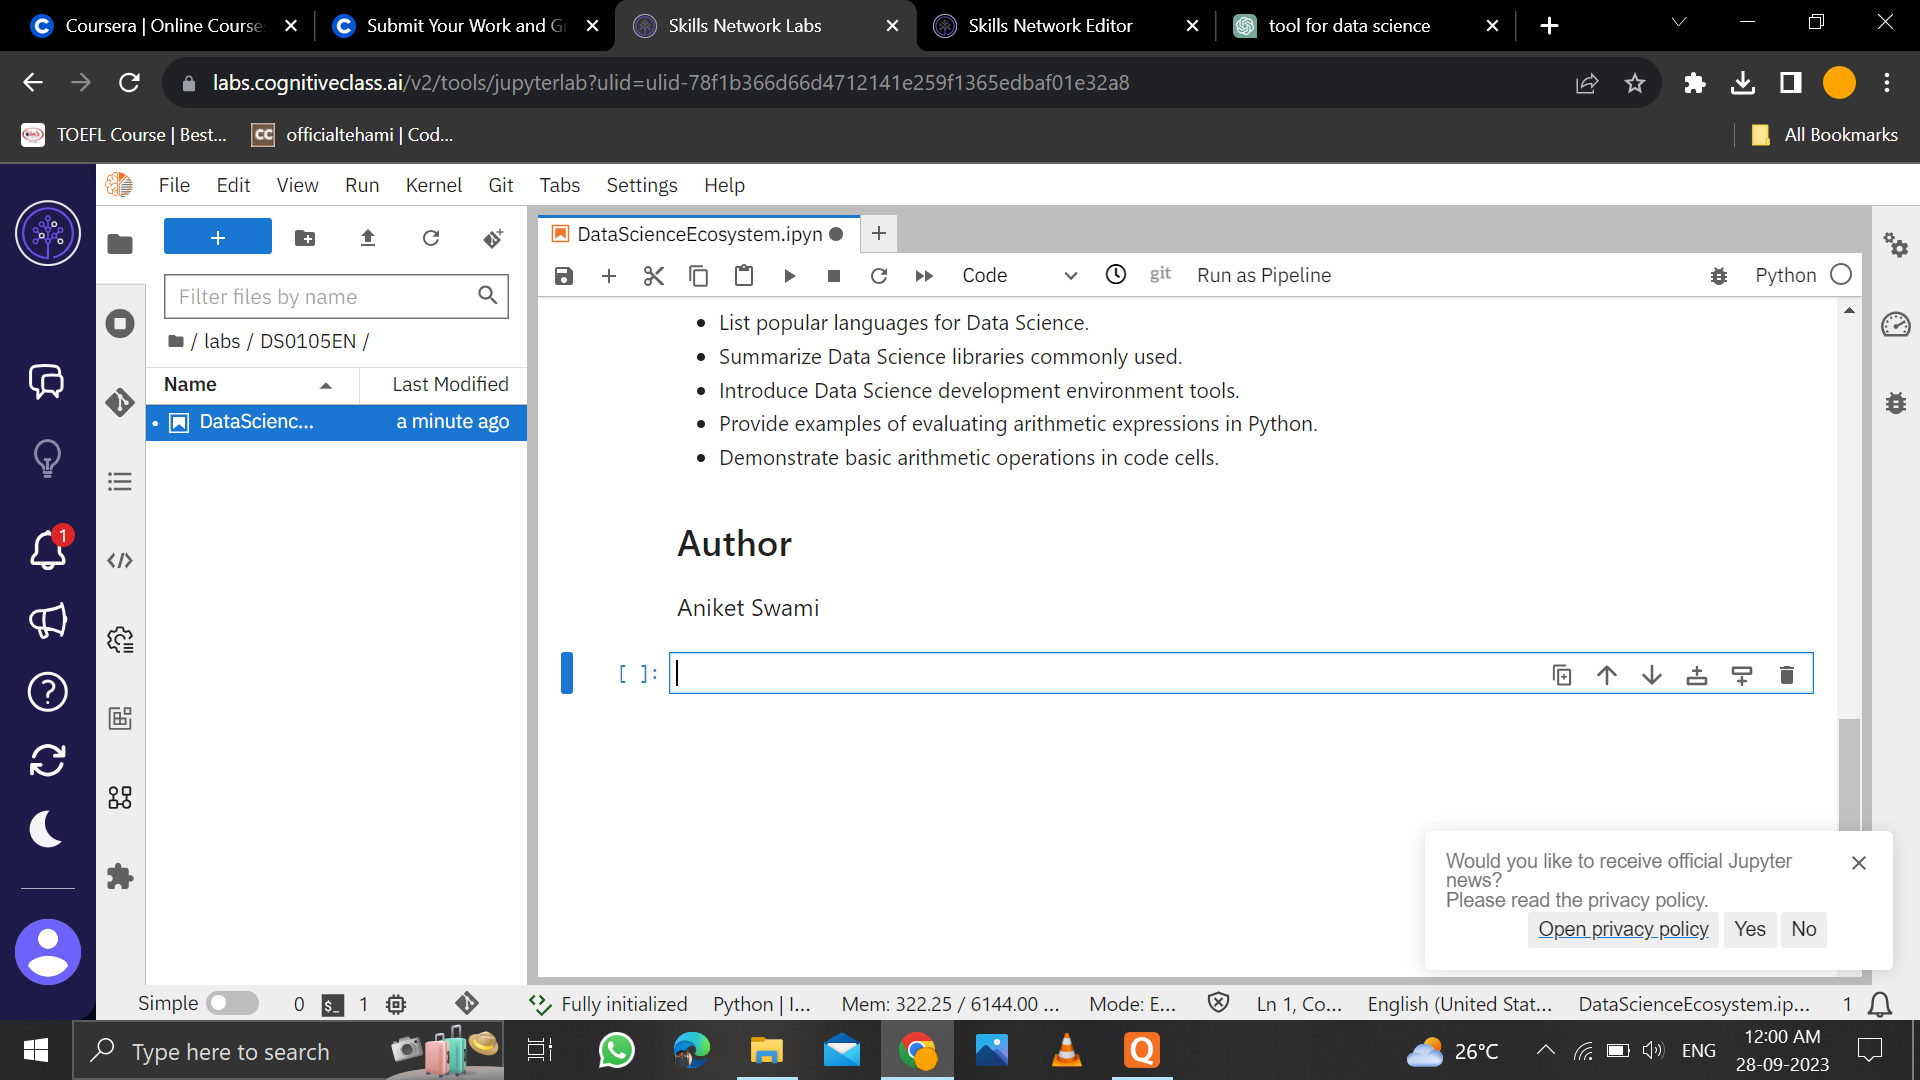 Coursera | Online Course
Submit Your Work and Gr
Skills Network Labs
Skills Network Editor
tool for data science
labs.cognitiveclass.ai/v2/tools/jupyterlab?ulid=ulid-78f1b366d66d4712141e259f1365edbaf01e32a8
TOEFL Course | Best...
CC officialtehami | Cod...
All Bookmarks
File Edit View Run Kernel Git Tabs Settings Help
DataScienceEcosystem.ipyn
Filter files by name
Code
git
Run as Pipeline
Python
/ labs / DS0105EN /
Name
Last Modified
DataScienc...
a minute ago
List popular languages for Data Science.
Summarize Data Science libraries commonly used.
Introduce Data Science development environment tools.
Provide examples of evaluating arithmetic expressions in Python.
Demonstrate basic arithmetic operations in code cells.
Author
Aniket Swami
[ ]:
1
Would you like to receive official Jupyter
news?
Please read the privacy policy.
Open privacy policy
Yes
No
Simple
0
$_
1
Fully initialized
Python | I...
Mem: 322.25 / 6144.00 ...
Mode: E...
Ln 1, Co...
English (United Stat...
DataScienceEcosystem.ip...
1
Type here to search
Q
26°C
ENG
12:00 AM
28-09-2023